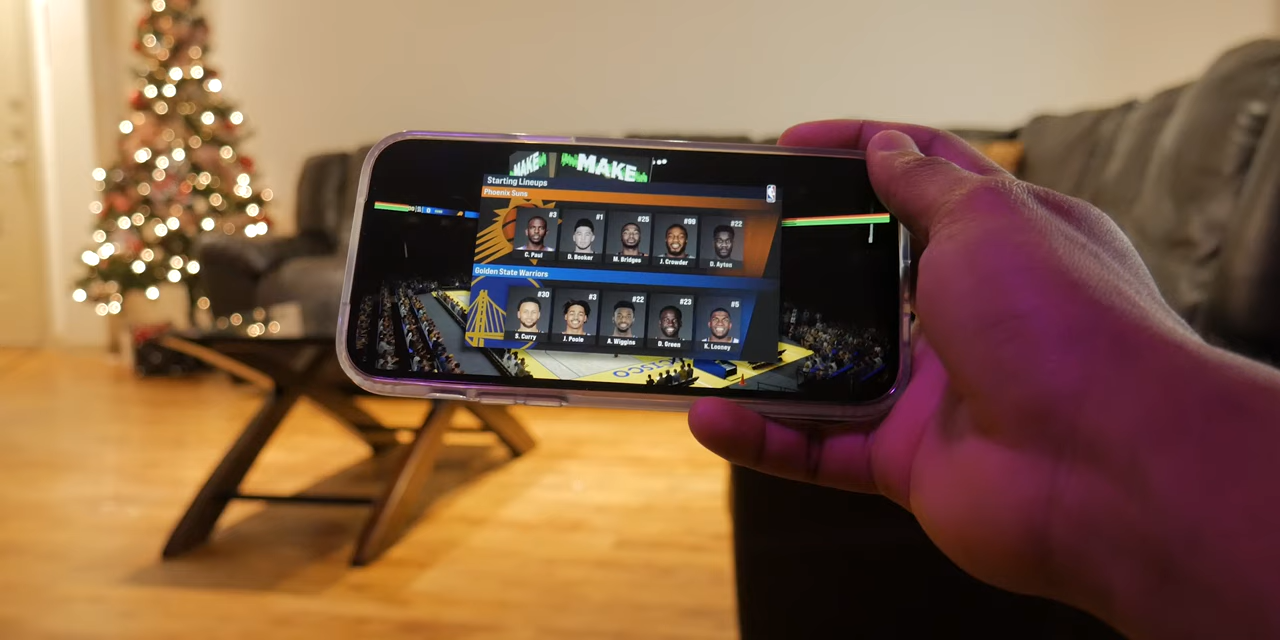 MAKE
MAKE
Starting Lineups
Phoenix Suns
#3 #1 #25 #99 #22
C. Paul D. Booker M. Bridges J. Crowder D. Ayton
Golden State Warriors
#30 #3 #22 #23 #5
S. Curry J. Poole A. Wiggins D. Green K. Looney
CISCO